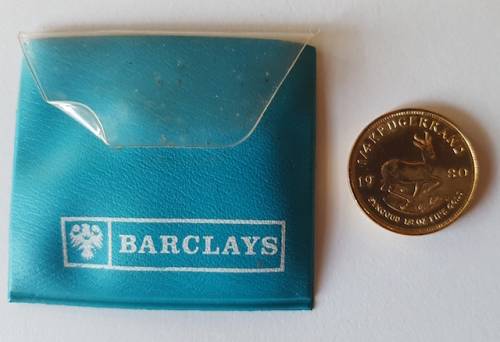 BARCLAYS
1/4 KRUGERRAND
19 80
FYNGOUD 1/4 OZ FINE GOLD